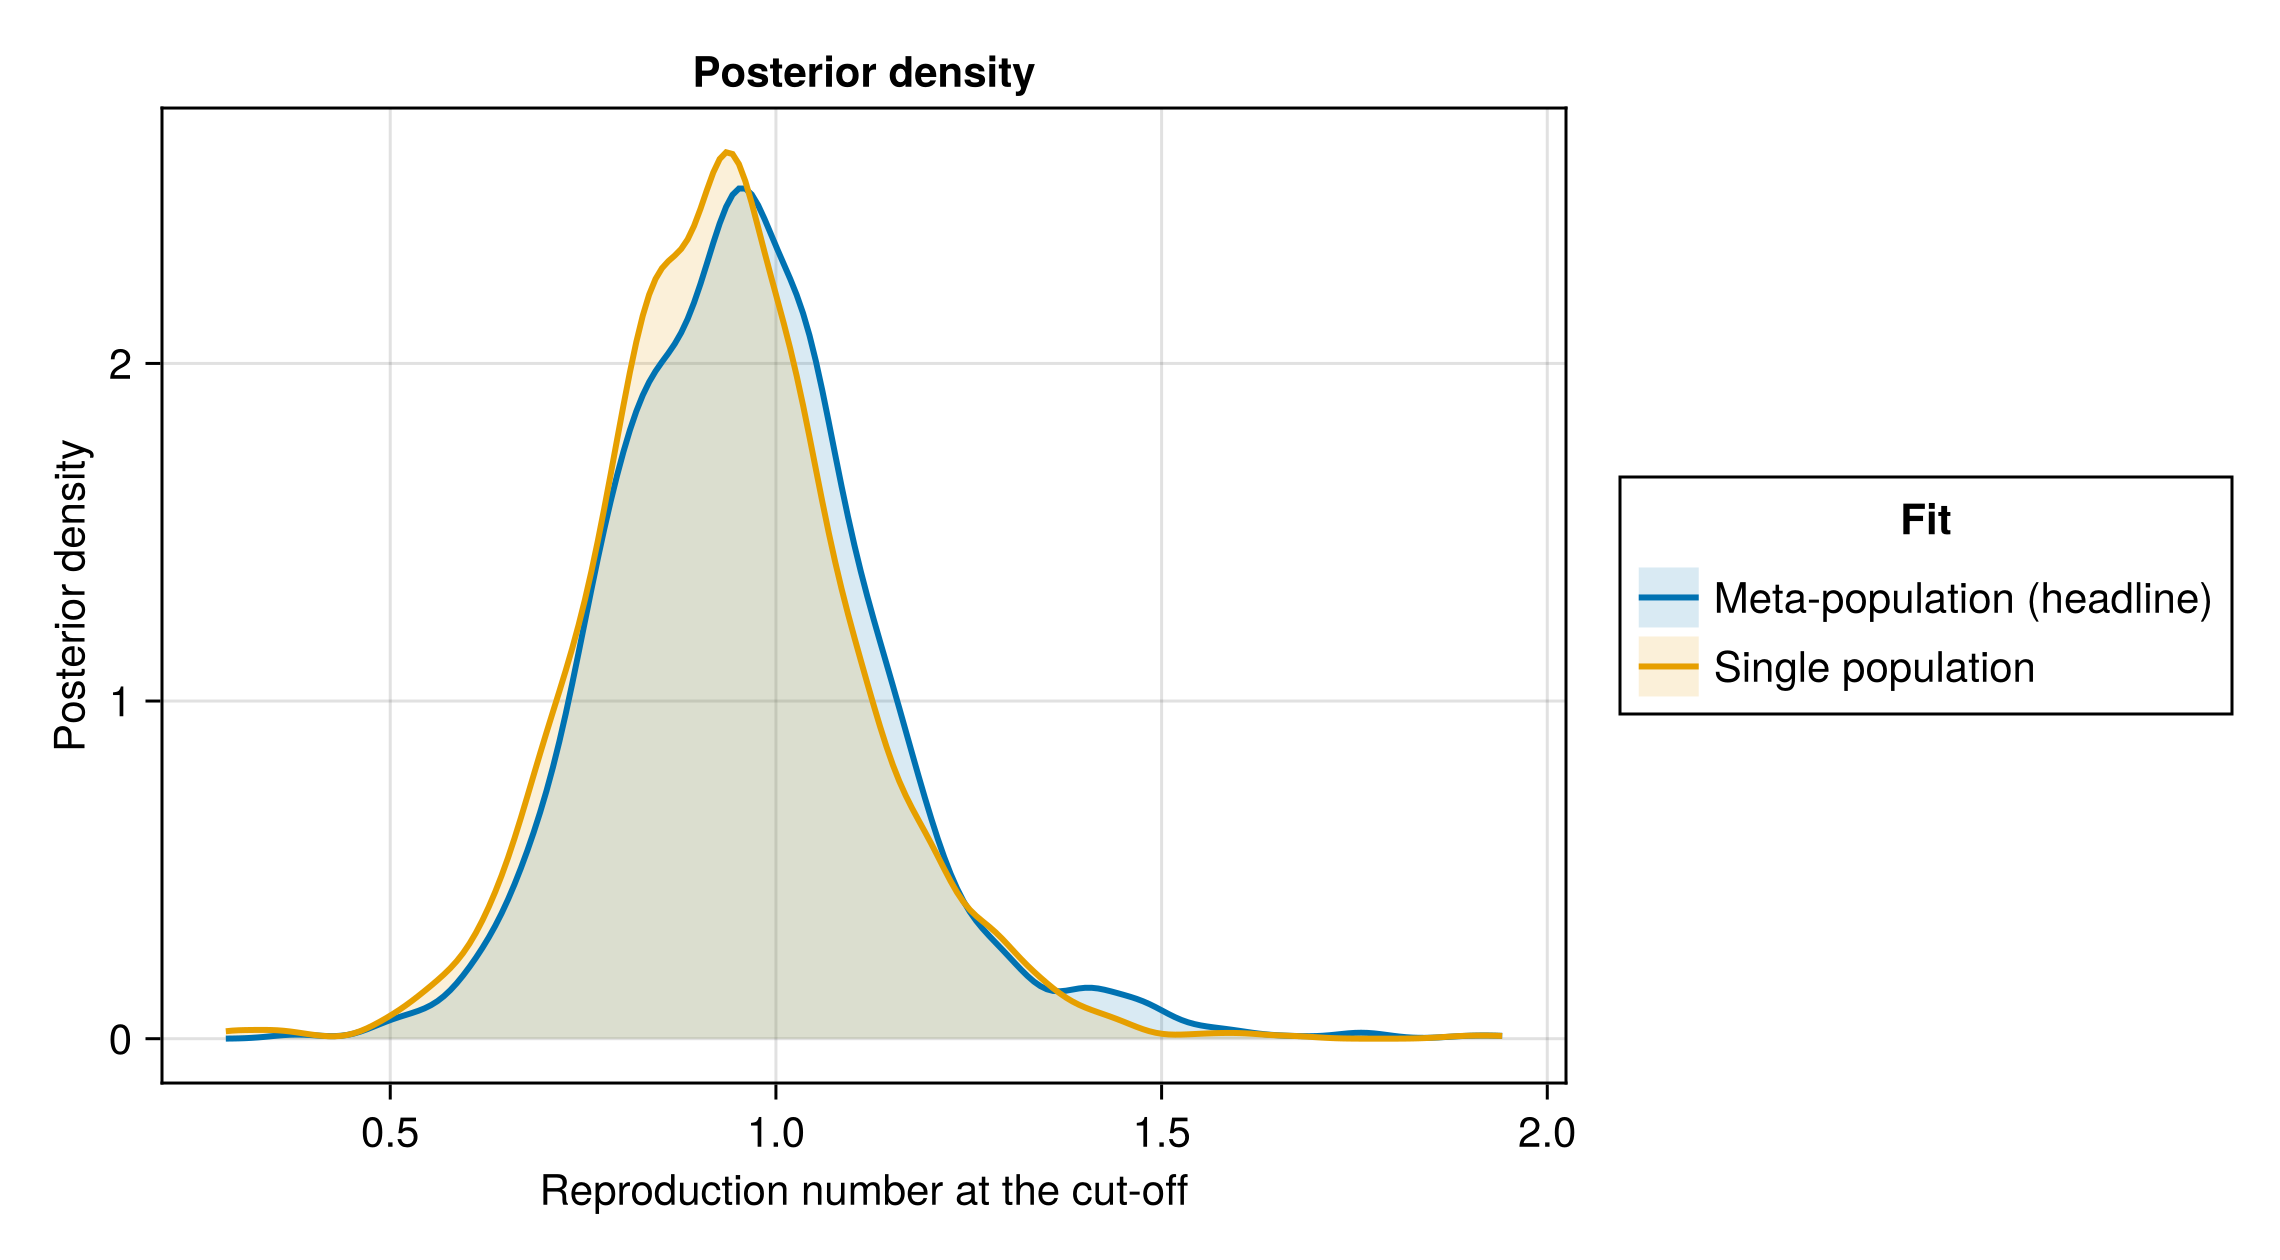 Posterior density
Posterior density
2
1
0
0.5 1.0 1.5 2.0
Reproduction number at the cut-off
Fit
Meta-population (headline)
Single population